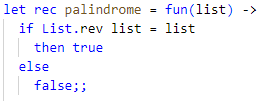 let rec palindrome = fun(list) ->
if List.rev list = list
then true
else
false;;